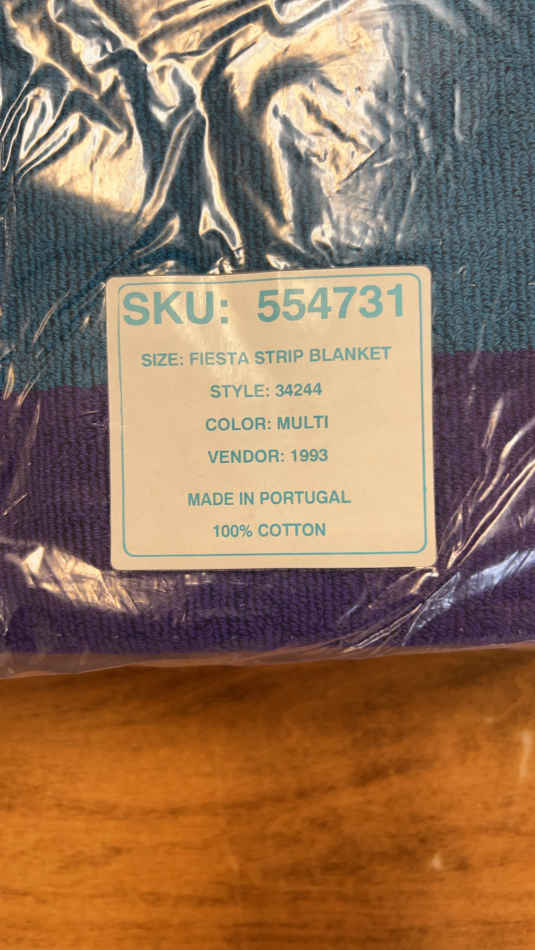 SKU: 554731
SIZE: FIESTA STRIP BLANKET
STYLE: 34244
COLOR: MULTI
VENDOR: 1993
MADE IN PORTUGAL
100% COTTON